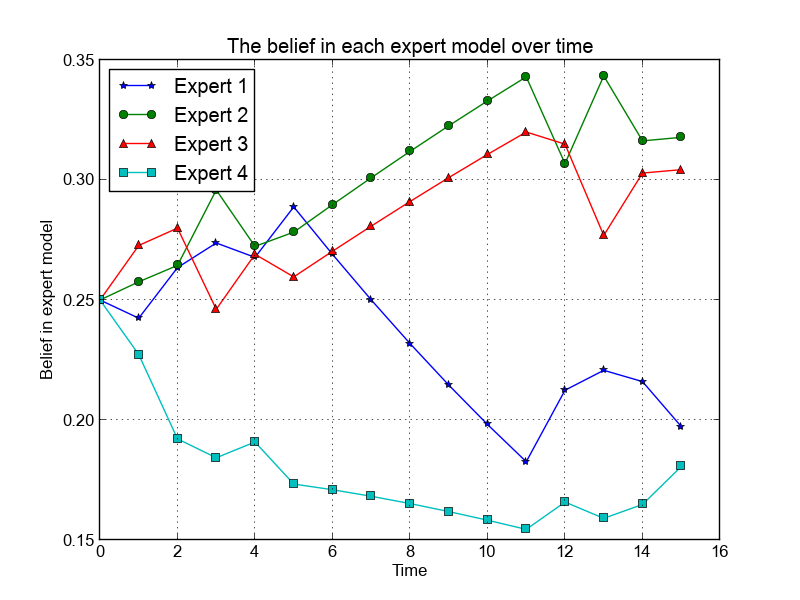 The belief in each expert model over time
Expert 1
Expert 2
Expert 3
Expert 4
Belief in expert model
0.35
0.30
0.25
0.20
0.15
0 2 4 6 8 10 12 14 16
Time